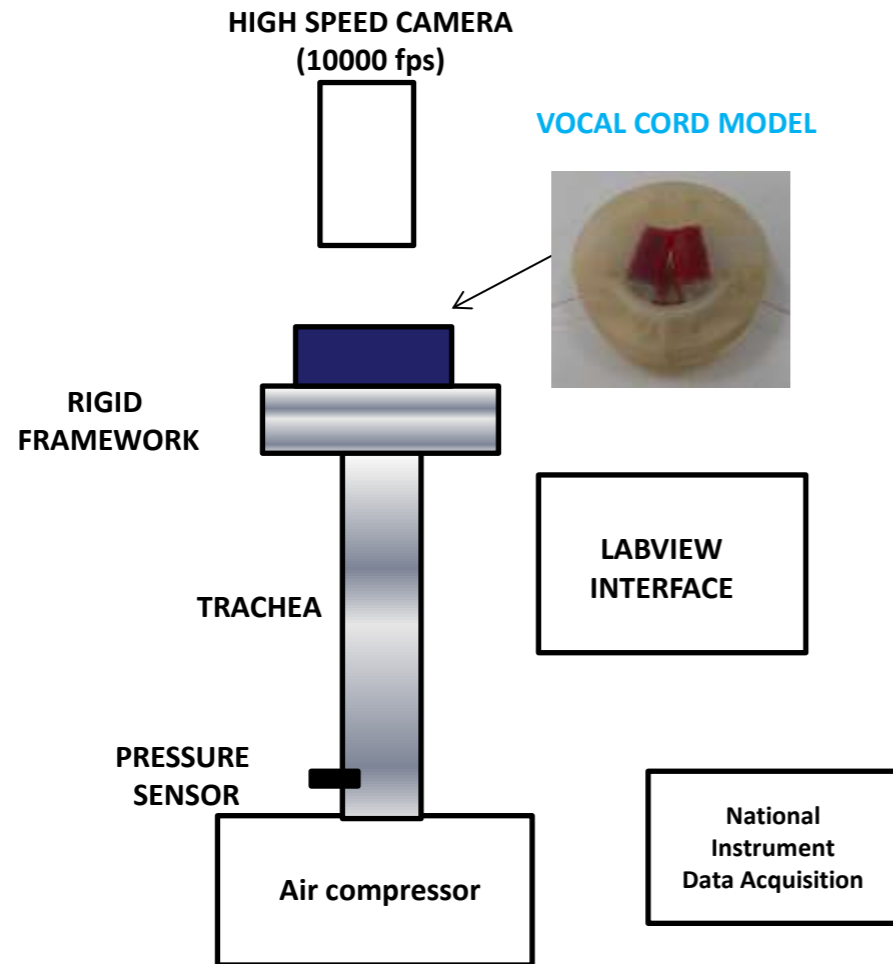 HIGH SPEED CAMERA
(10000 fps)
VOCAL CORD MODEL
RIGID
FRAMEWORK
LABVIEW
INTERFACE
TRACHEA
PRESSURE
SENSOR
Air compressor
National
Instrument
Data Acquisition